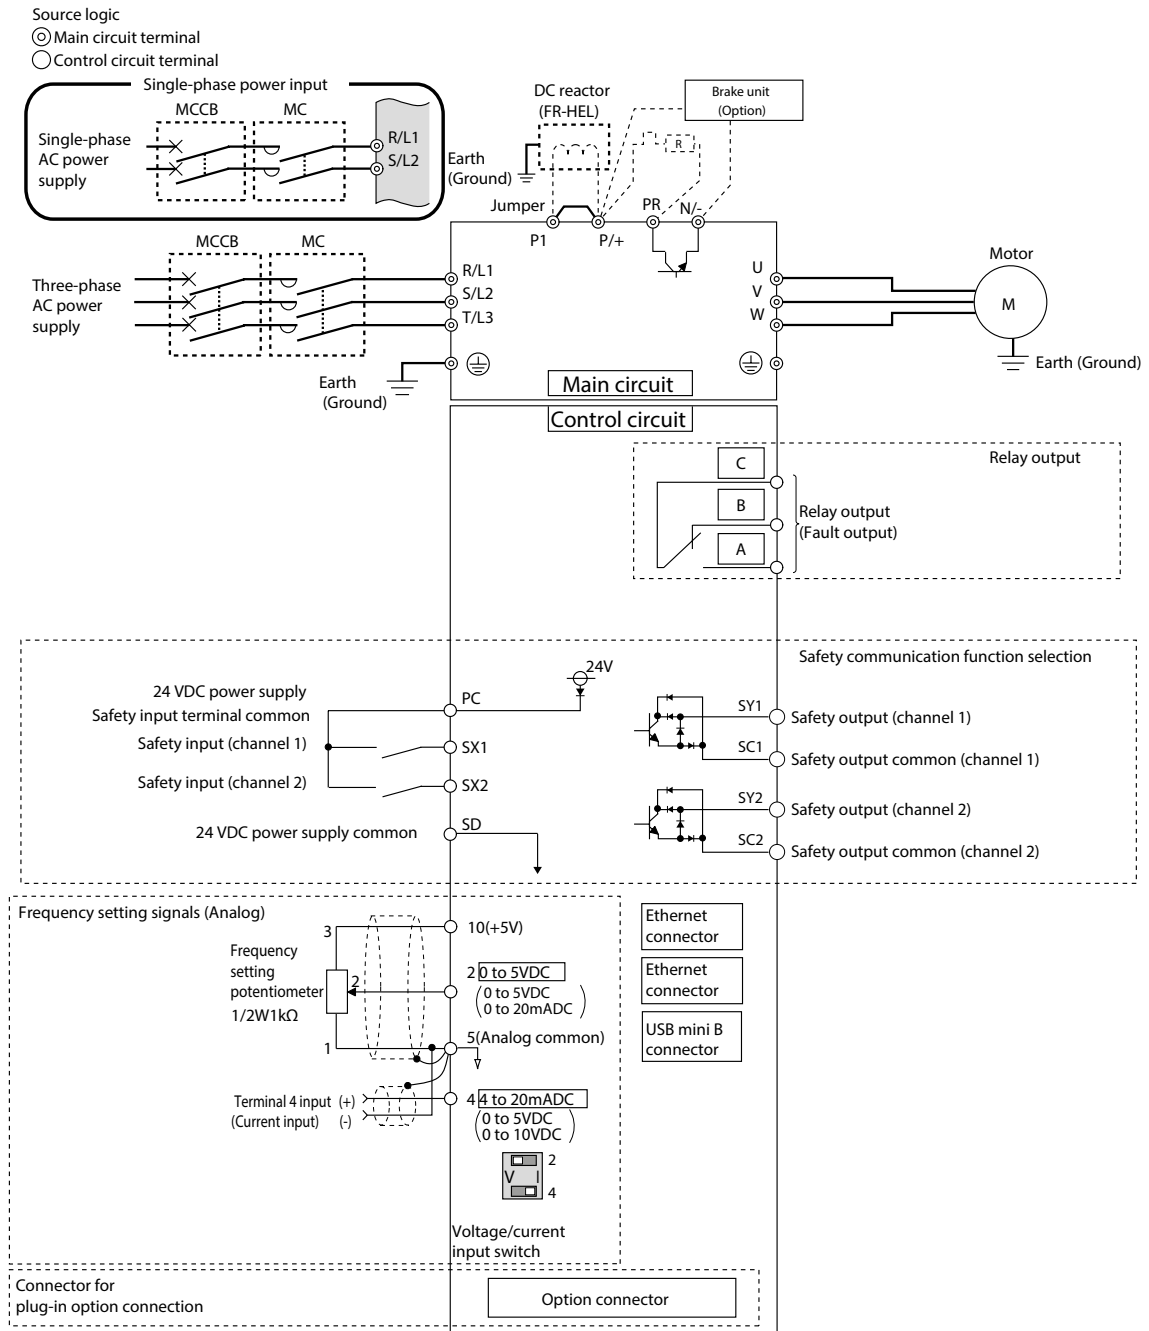 Source logic
Main circuit terminal
Control circuit terminal
Single-phase power input
MCCB
MC
Single-phase
AC power
supply
R/L1
S/L2
DC reactor
(FR-HEL)
Brake unit
(Option)
R
Earth
(Ground)
Jumper
P1
P/+
PR
N/-
MCCB
MC
Three-phase
AC power
supply
R/L1
S/L2
T/L3
U
V
W
Motor
M
Earth
(Ground)
Earth (Ground)
Main circuit
Control circuit
Relay output
C
B
A
Relay output
(Fault output)
Safety communication function selection
24V
24 VDC power supply
Safety input terminal common
PC
Safety input (channel 1)
SX1
Safety input (channel 2)
SX2
24 VDC power supply common
SD
SY1
Safety output (channel 1)
SC1
Safety output common (channel 1)
SY2
Safety output (channel 2)
SC2
Safety output common (channel 2)
Frequency setting signals (Analog)
3
10(+5V)
Frequency
setting
potentiometer
1/2W1kΩ
2
2 0 to 5VDC
(0 to 5VDC
0 to 20mADC)
1
5(Analog common)
Terminal 4 input (+)
(Current input) (-)
4 4 to 20mADC
(0 to 5VDC
0 to 10VDC)
2
V I
4
Voltage/current
input switch
Ethernet
connector
Ethernet
connector
USB mini B
connector
Connector for
plug-in option connection
Option connector